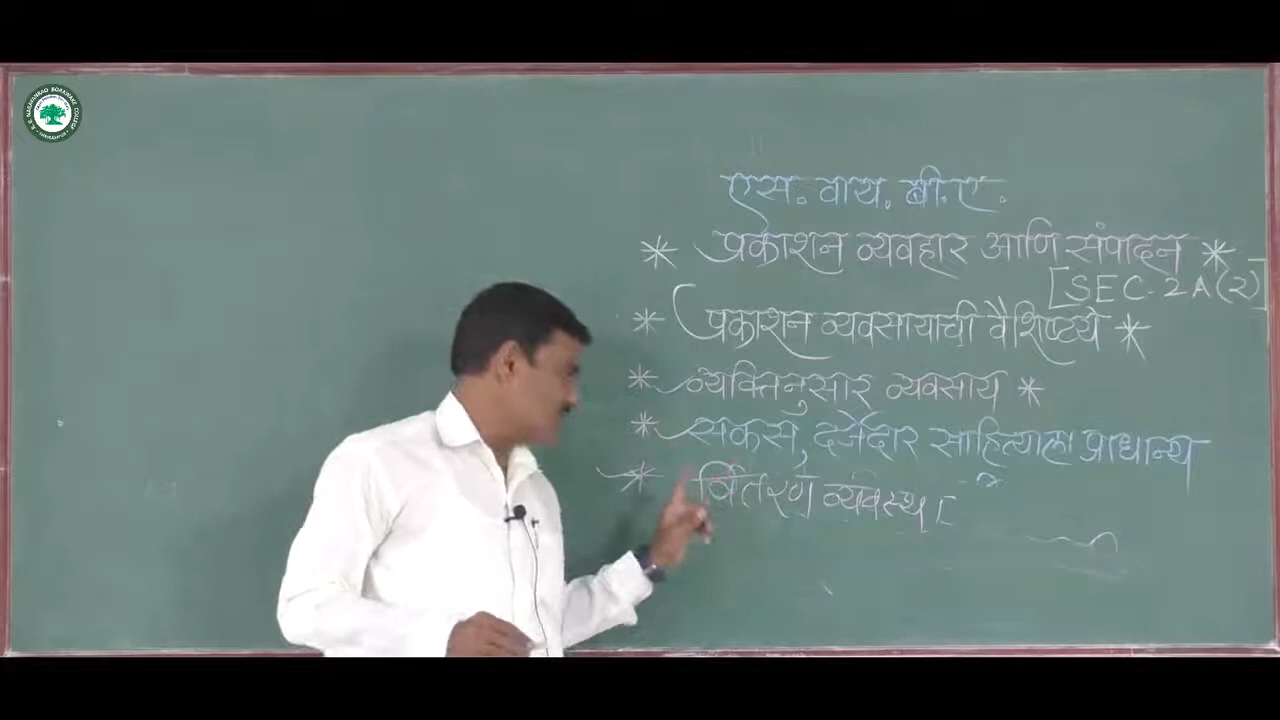 एस. वाय. बी. ए.
* प्रकाशन व्यवहार आणि संपादन *
[SEC. 2A(2)]
* प्रकाशन व्यवसायाची वैशिष्ट्ये *
* व्यक्तिनुसार व्यवसाय *
* सकस, दर्जेदार साहित्याला प्राधान्य
* वितरण व्यवस्था